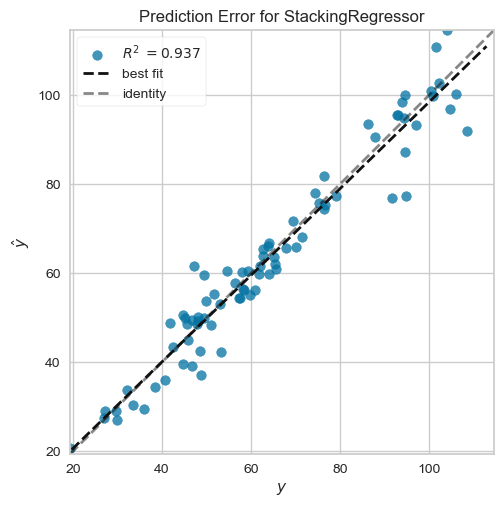 Prediction Error for StackingRegressor
R² = 0.937
best fit
identity
100
80
60
40
20
ŷ
20 40 60 80 100
y